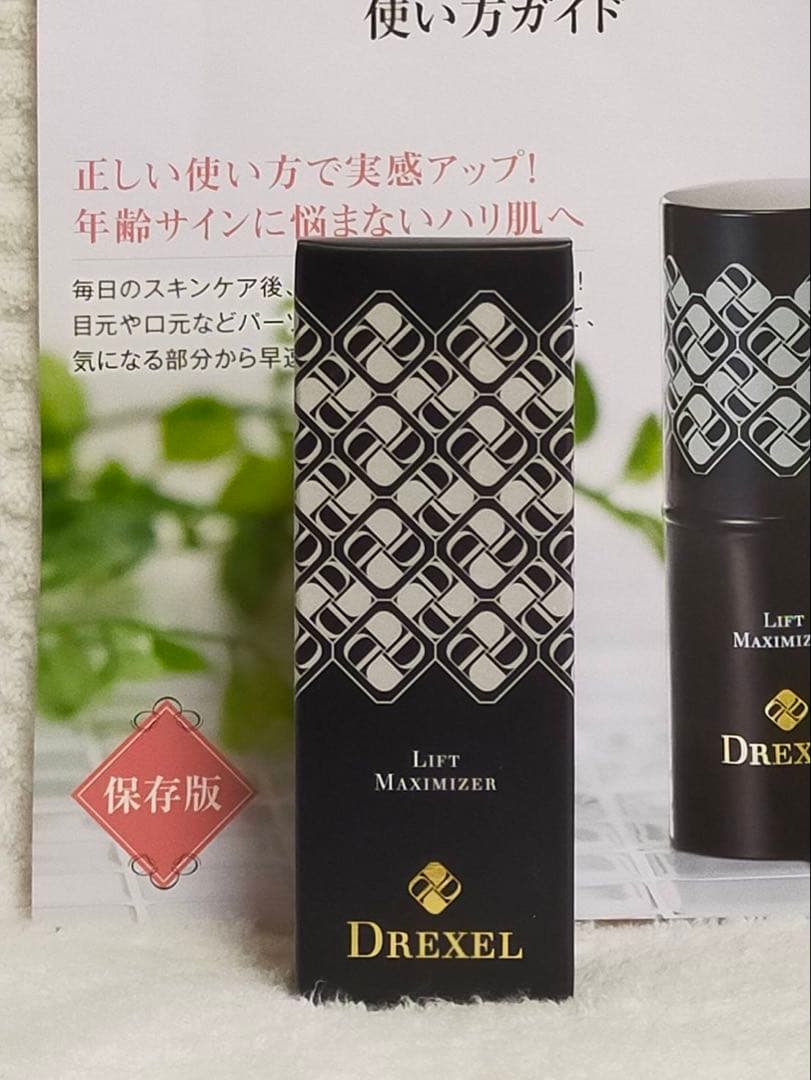 使い方ガイド
正しい使い方で実感アップ!
年齢サインに悩まないハリ肌へ
毎日のスキンケア後、 !
目元や口元などパー 、
気になる部分から早
LIFT
MAXIMIZER
DREXEL
保存版
LIFT
MAXIMIZ
DREX